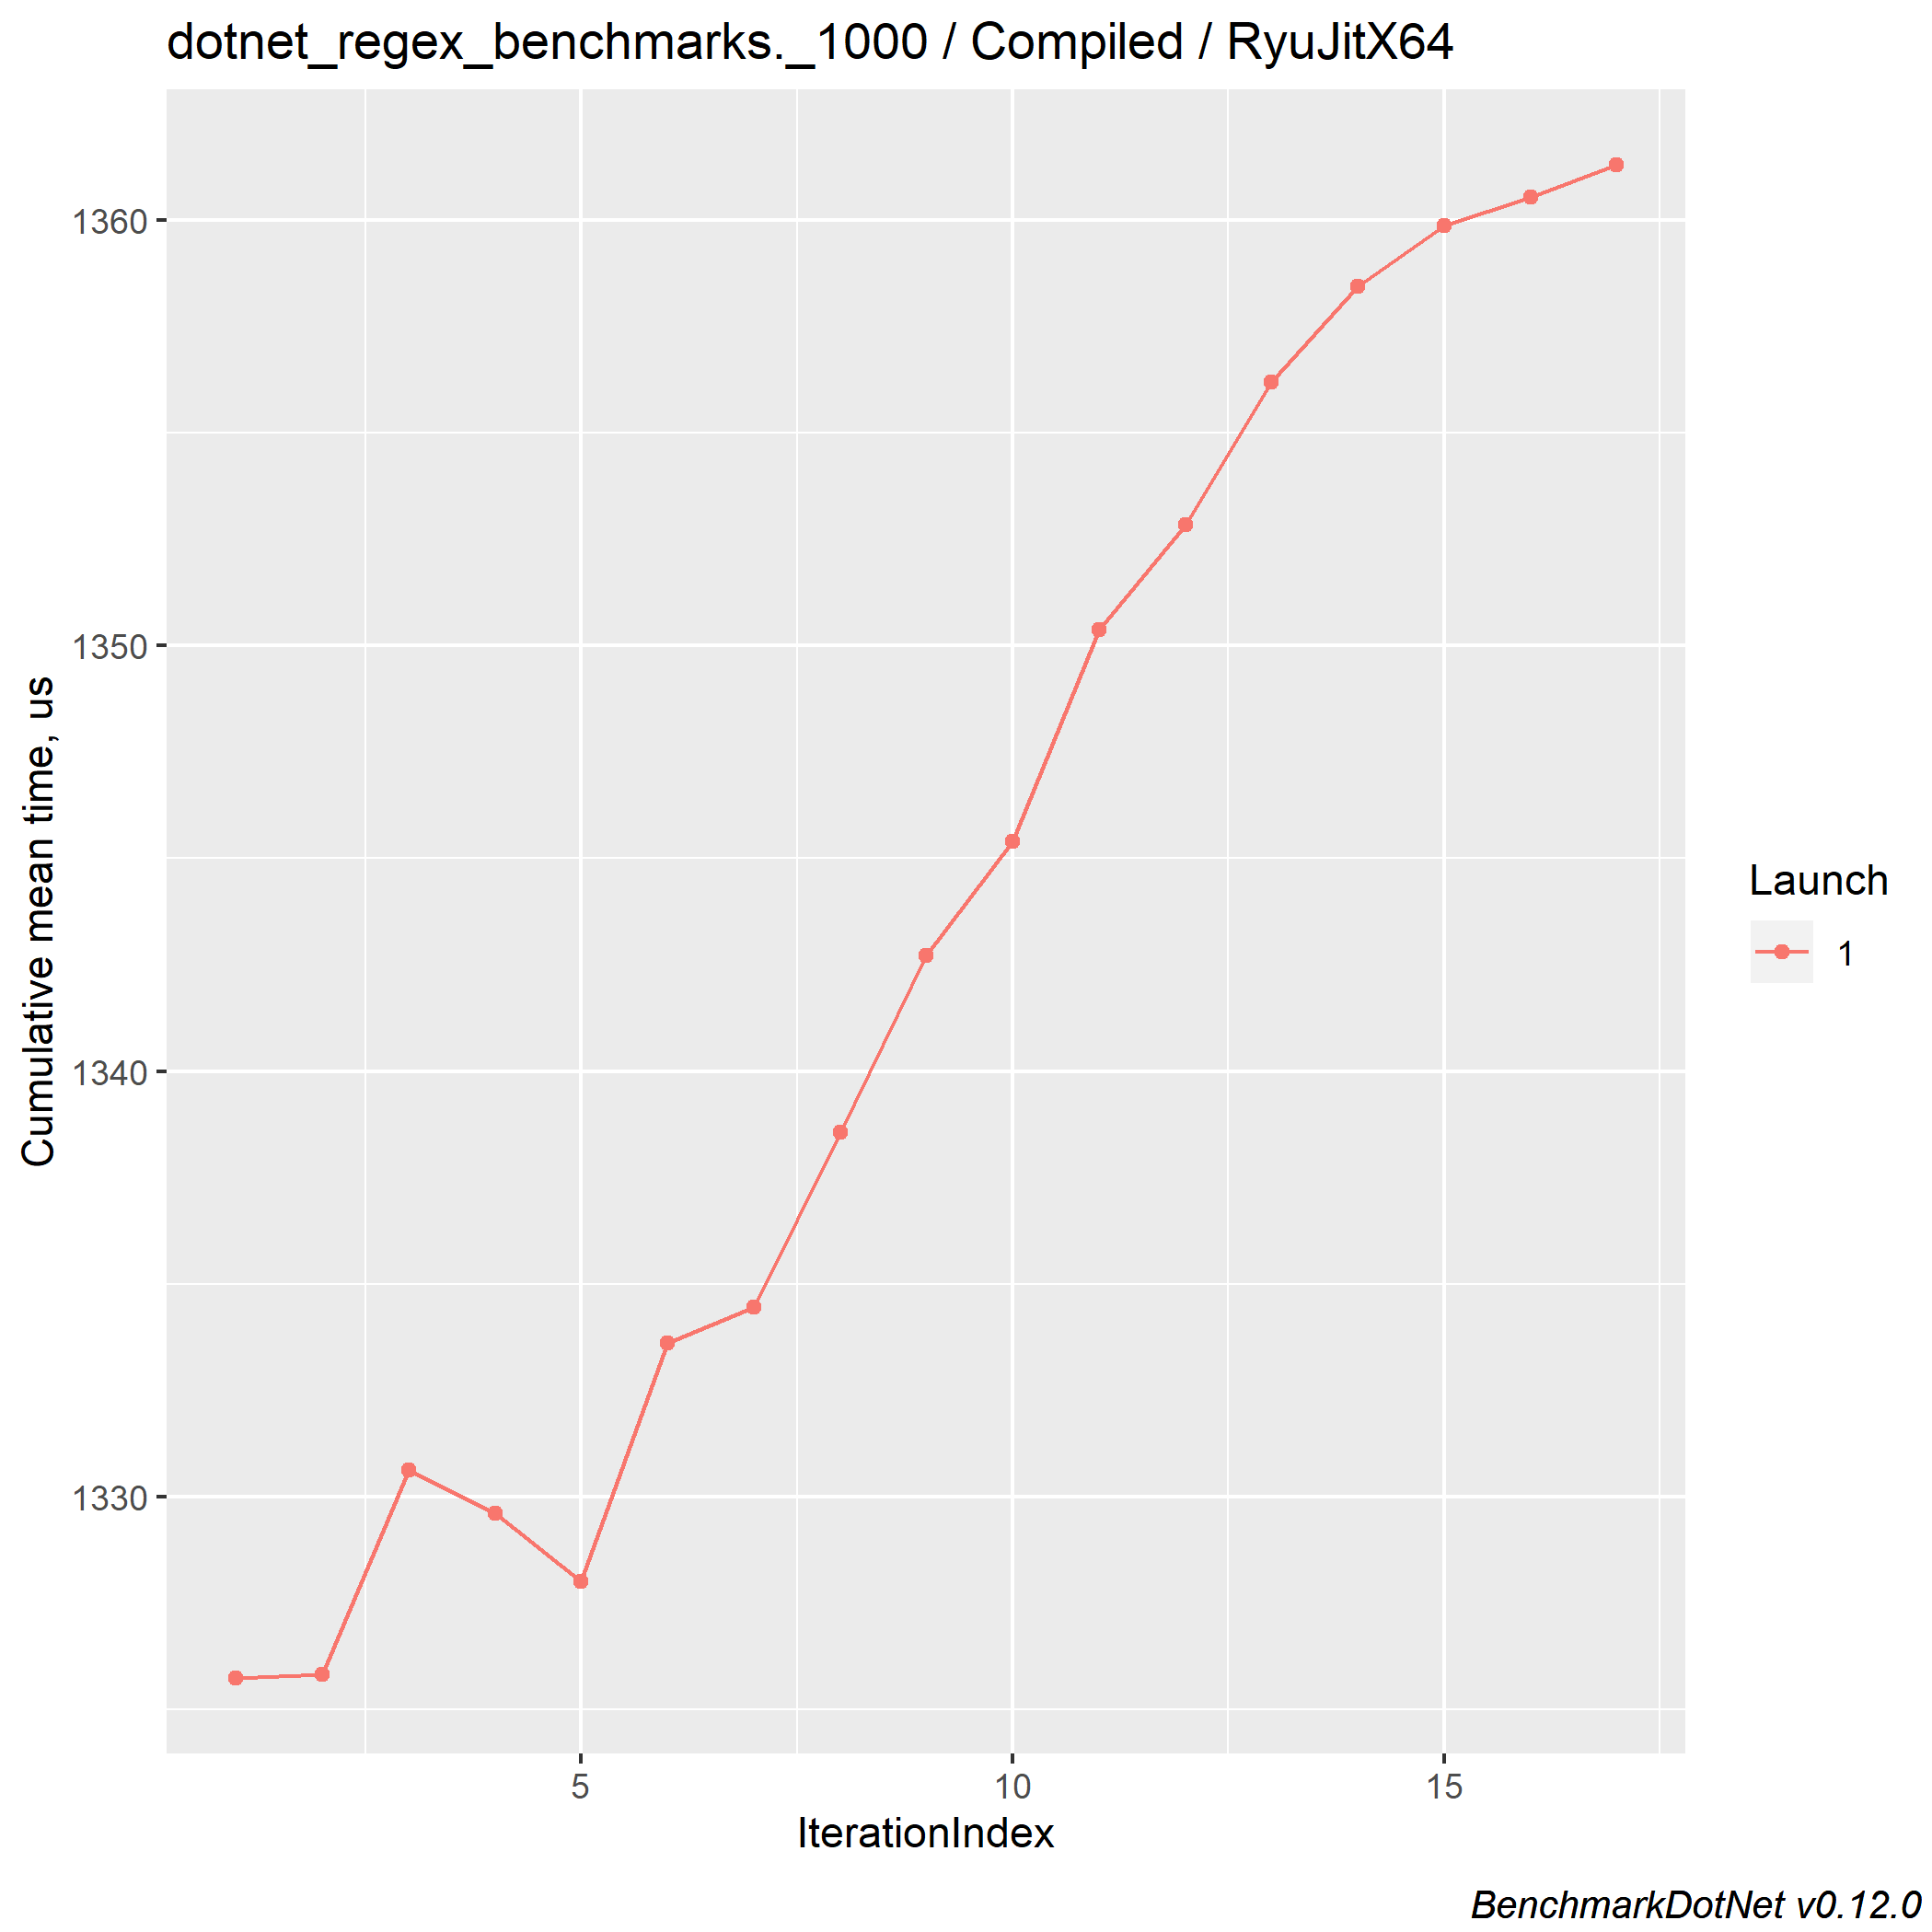 dotnet_regex_benchmarks._1000 / Compiled / RyuJitX64
Cumulative mean time, us
1360
1350
1340
1330
5 10 15
IterationIndex
Launch
1
BenchmarkDotNet v0.12.0